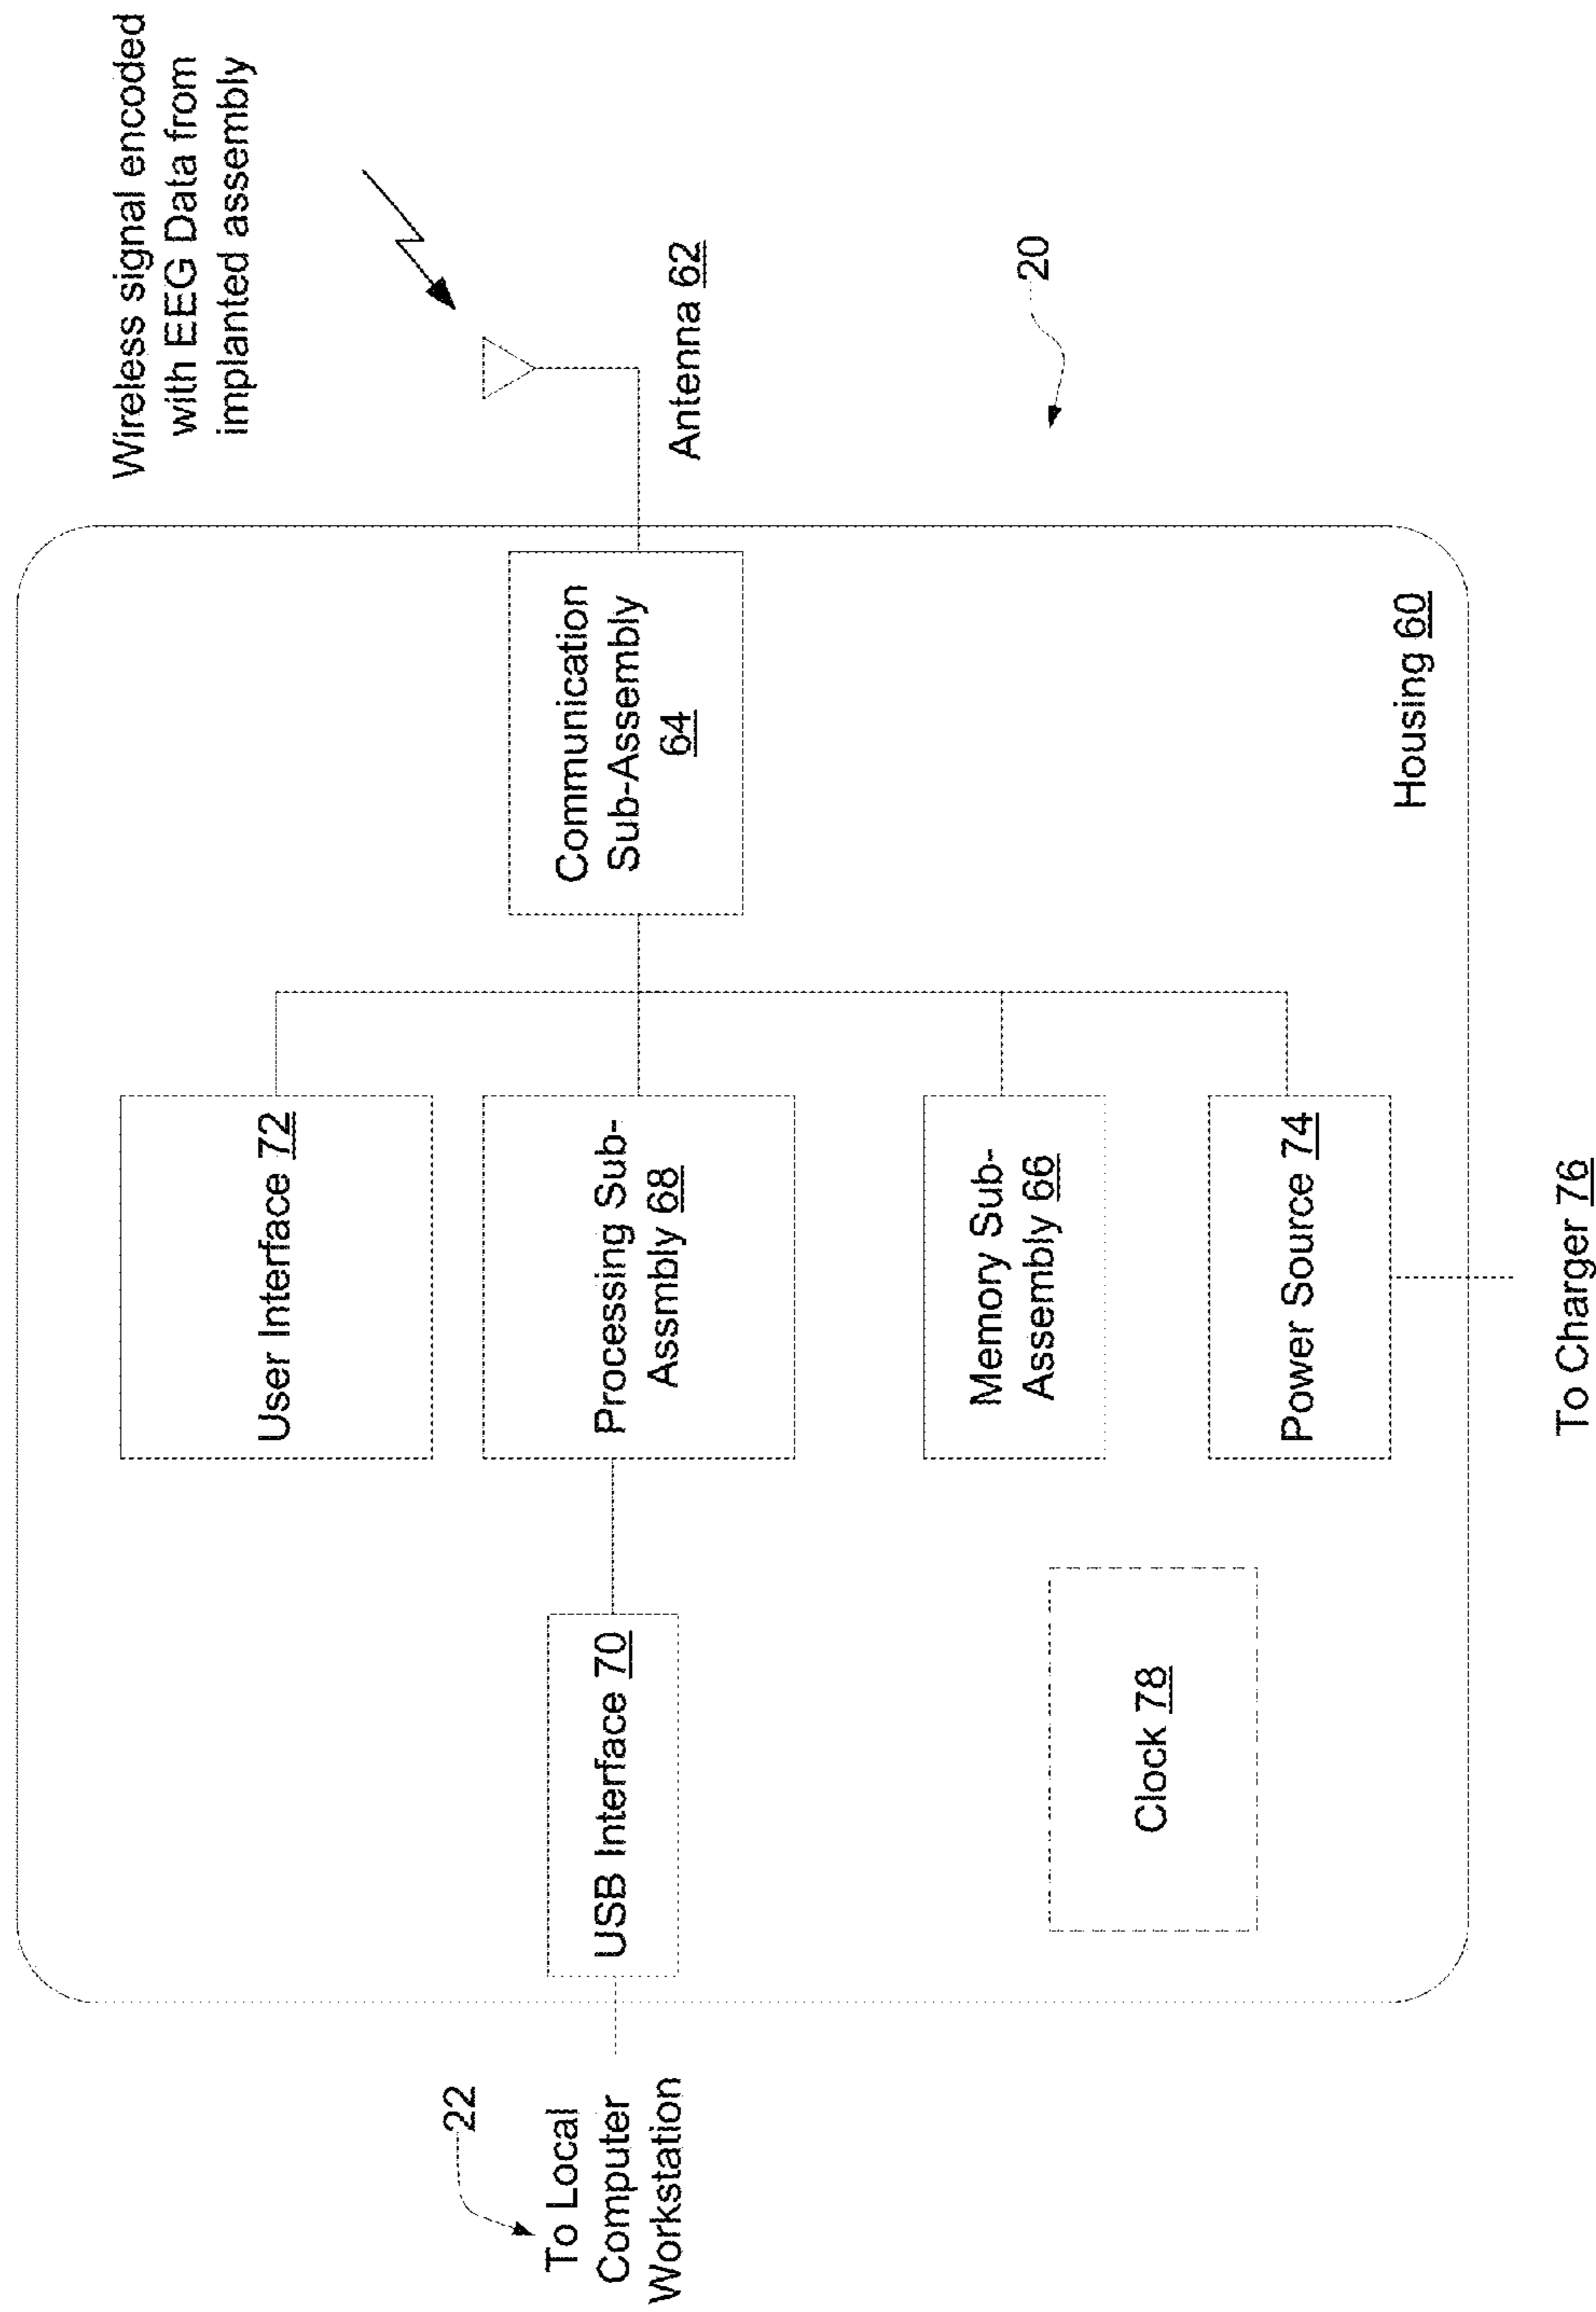 Wireless signal encoded
with EEG Data from
implanted assembly
Antenna 62
20
Communication
Sub-Assembly
64
Housing 60
User Interface 72
Processing Sub-
Assmbly 68
Memory Sub-
Assembly 66
Power Source 74
To Charger 76
USB Interface 70
Clock 78
22
To Local
Computer
Workstation